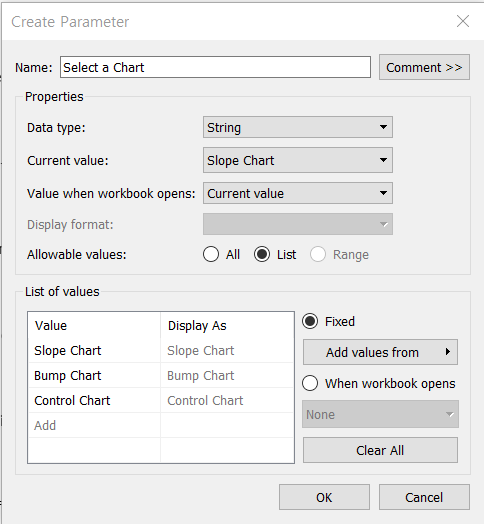 Create Parameter
Name: Select a Chart Comment >>
Properties
Data type: String
Current value: Slope Chart
Value when workbook opens: Current value
Display format:
Allowable values: All List Range
List of values
Value Display As
Fixed
Slope Chart Slope Chart
Add values from
Bump Chart Bump Chart
When workbook opens
Control Chart Control Chart
None
Add
Clear All
OK Cancel